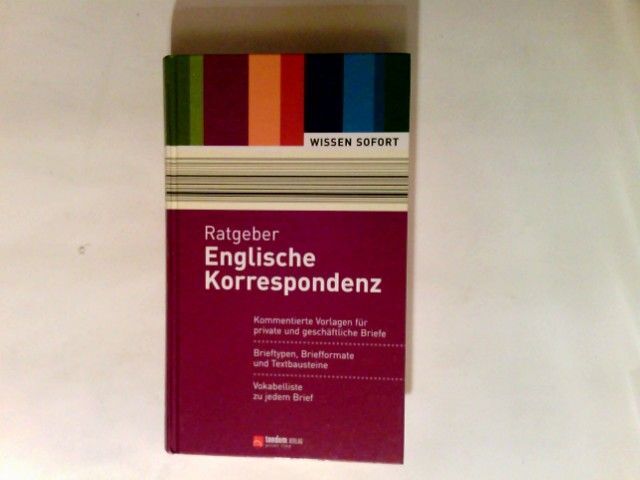 WISSEN SOFORT
Ratgeber
Englische
Korrespondenz
Kommentierte Vorlagen für
private und geschäftliche Briefe
Brieftypen, Briefformate
und Textbausteine
Vokabelliste
zu jedem Brief
tandem VERLAG